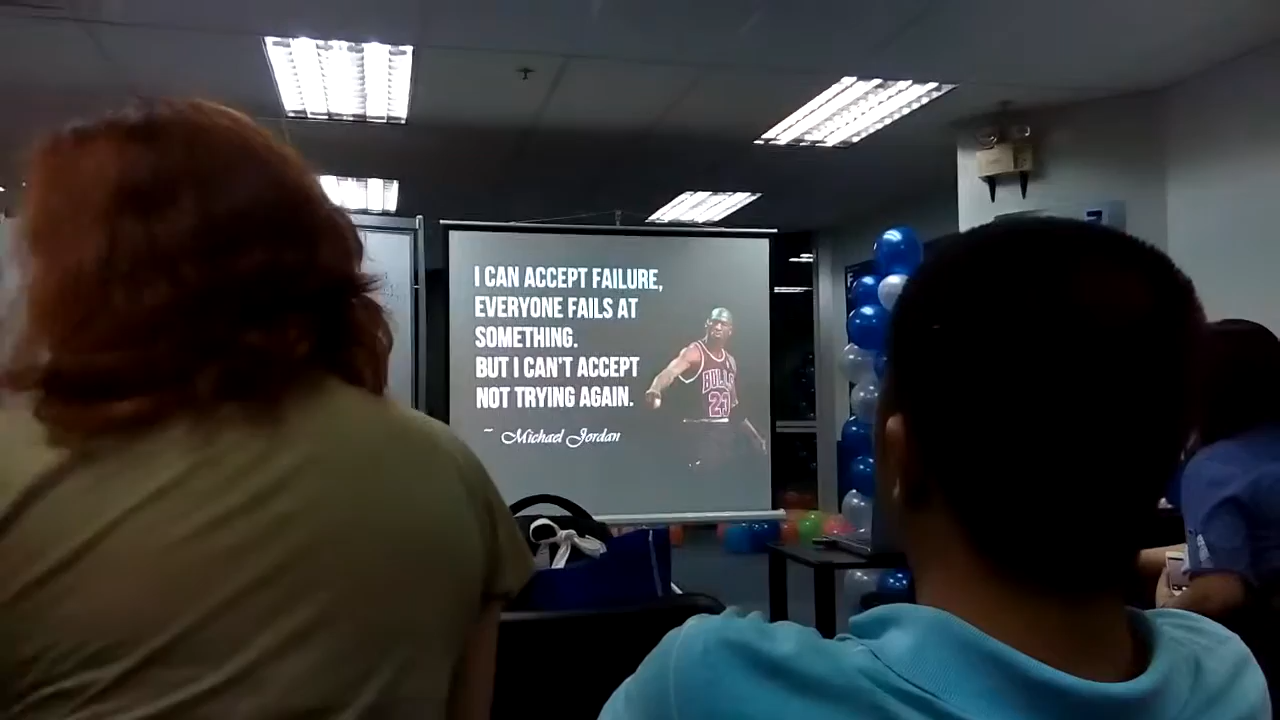 I CAN ACCEPT FAILURE,
EVERYONE FAILS AT
SOMETHING.
BUT I CAN'T ACCEPT
NOT TRYING AGAIN.
~ Michael Jordan
BULLS
23